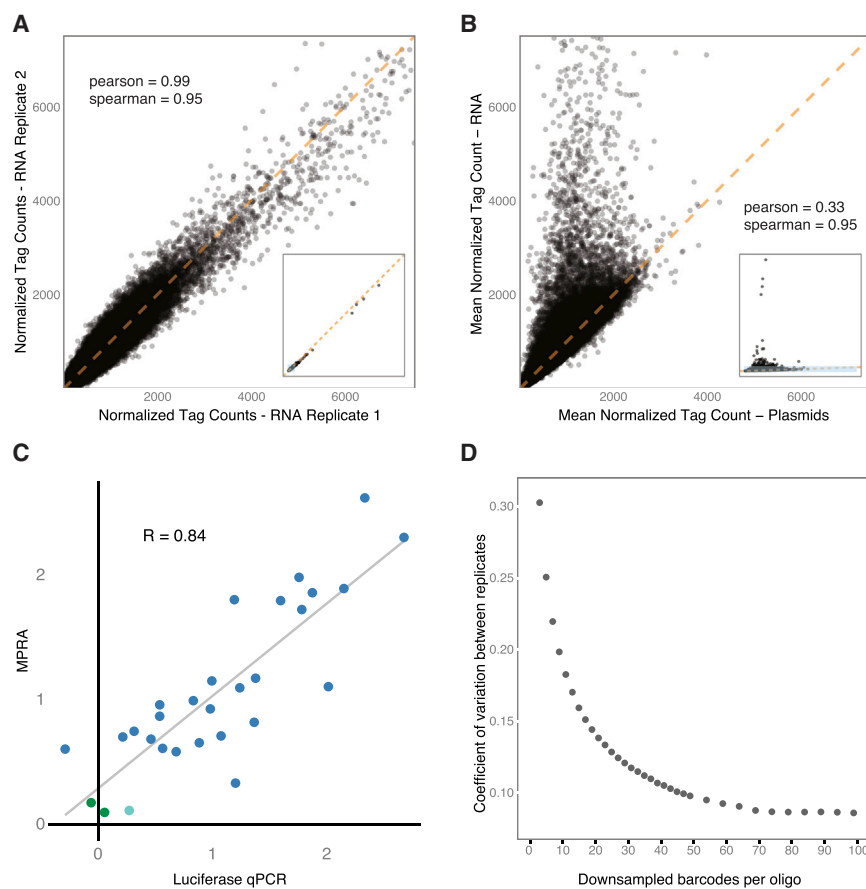 A
Normalized Tag Counts - RNA Replicate 2
pearson = 0.99
spearman = 0.95
6000
4000
2000
2000 4000 6000
Normalized Tag Counts - RNA Replicate 1
B
Mean Normalized Tag Count – RNA
6000
4000
2000
pearson = 0.33
spearman = 0.95
2000 4000 6000
Mean Normalized Tag Count – Plasmids
C
MPRA
R = 0.84
2
1
0
0 1 2
Luciferase qPCR
D
Coefficient of variation between replicates
0.30
0.25
0.20
0.15
0.10
0 10 20 30 40 50 60 70 80 90 100
Downsampled barcodes per oligo